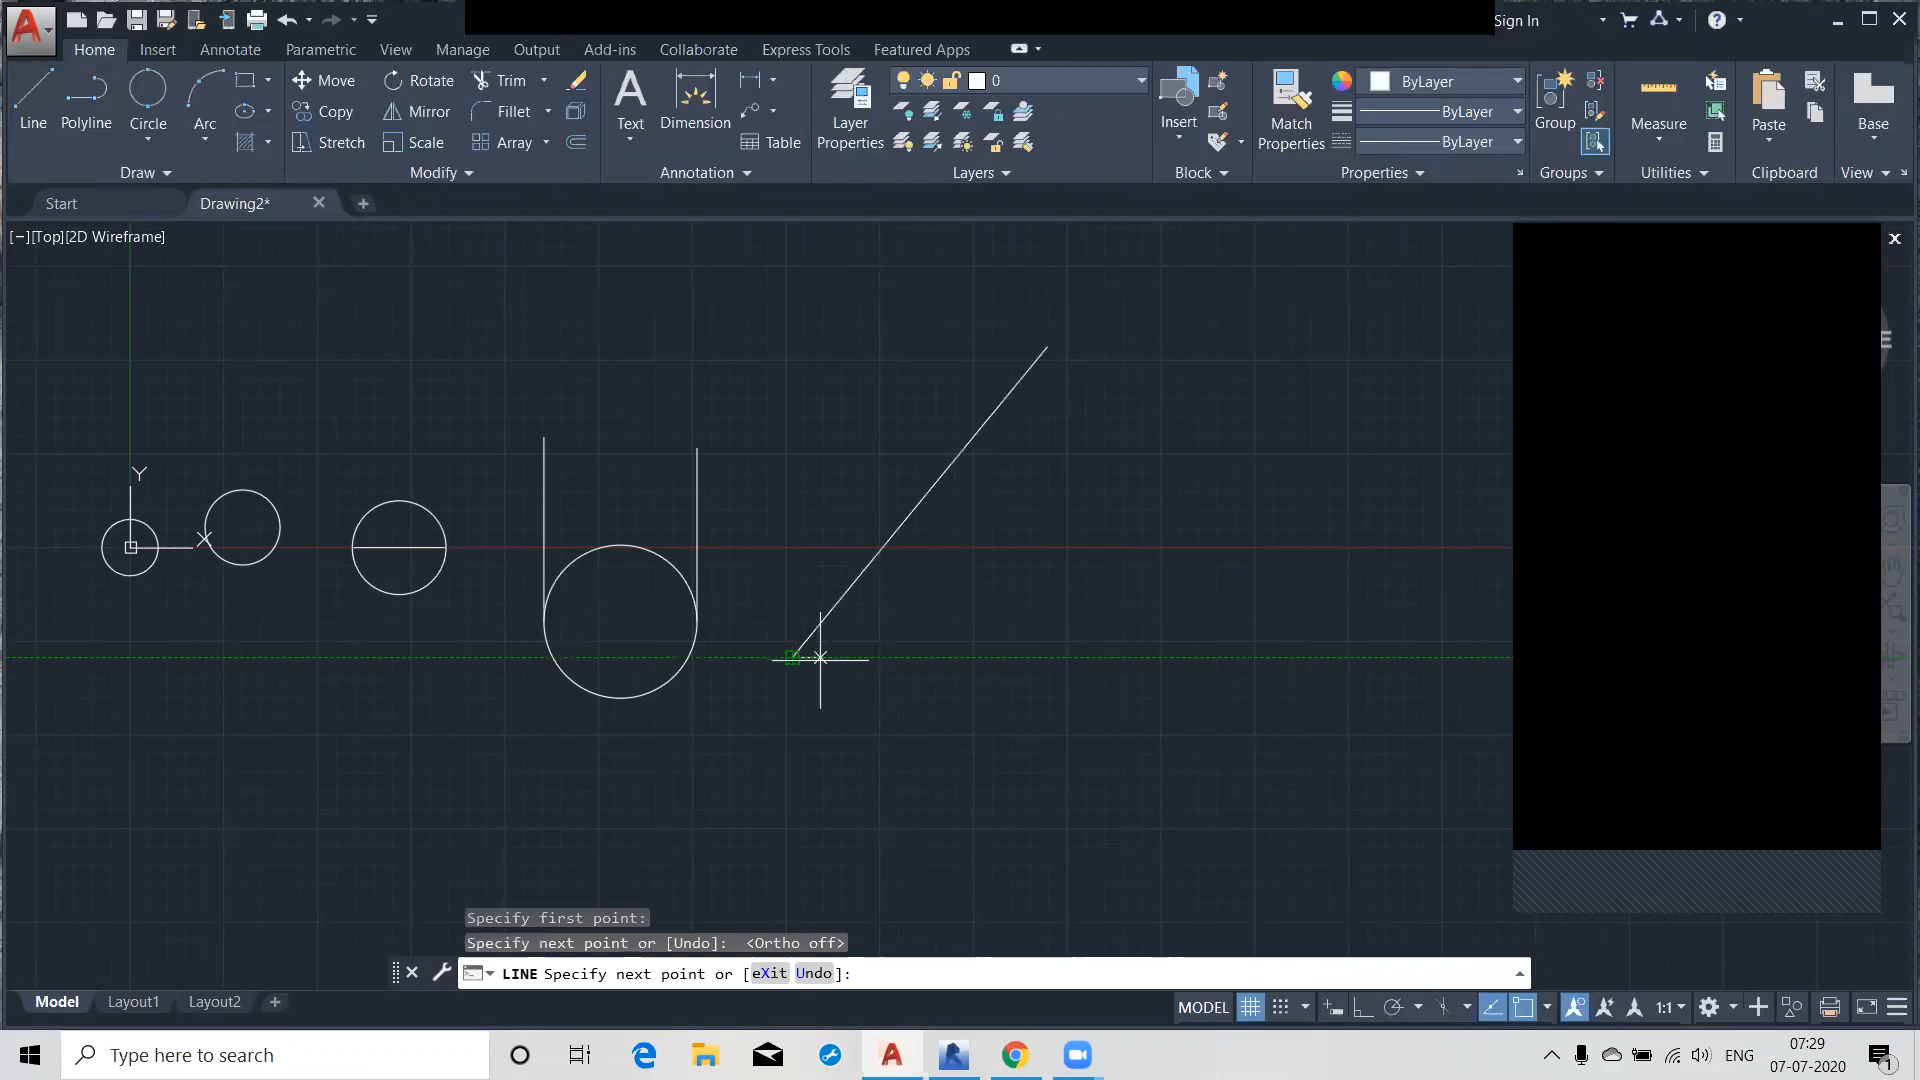 Sign In
Home Insert Annotate Parametric View Manage Output Add-ins Collaborate Express Tools Featured Apps
Line Polyline Circle Arc
Move Rotate Trim
Copy Mirror Fillet
Stretch Scale Array
Text Dimension Table
Layer Properties
0
Insert
Match Properties
ByLayer
ByLayer
ByLayer
Group
Measure
Paste
Base
Draw Modify Annotation Layers Block Properties Groups Utilities Clipboard View
Start Drawing2*
[−][Top][2D Wireframe]
Y
X
Specify first point:
Specify next point or [Undo]: <Ortho off>
LINE Specify next point or [eXit Undo]:
Model Layout1 Layout2
MODEL 1:1
Type here to search
ENG
07:29
07-07-2020
1